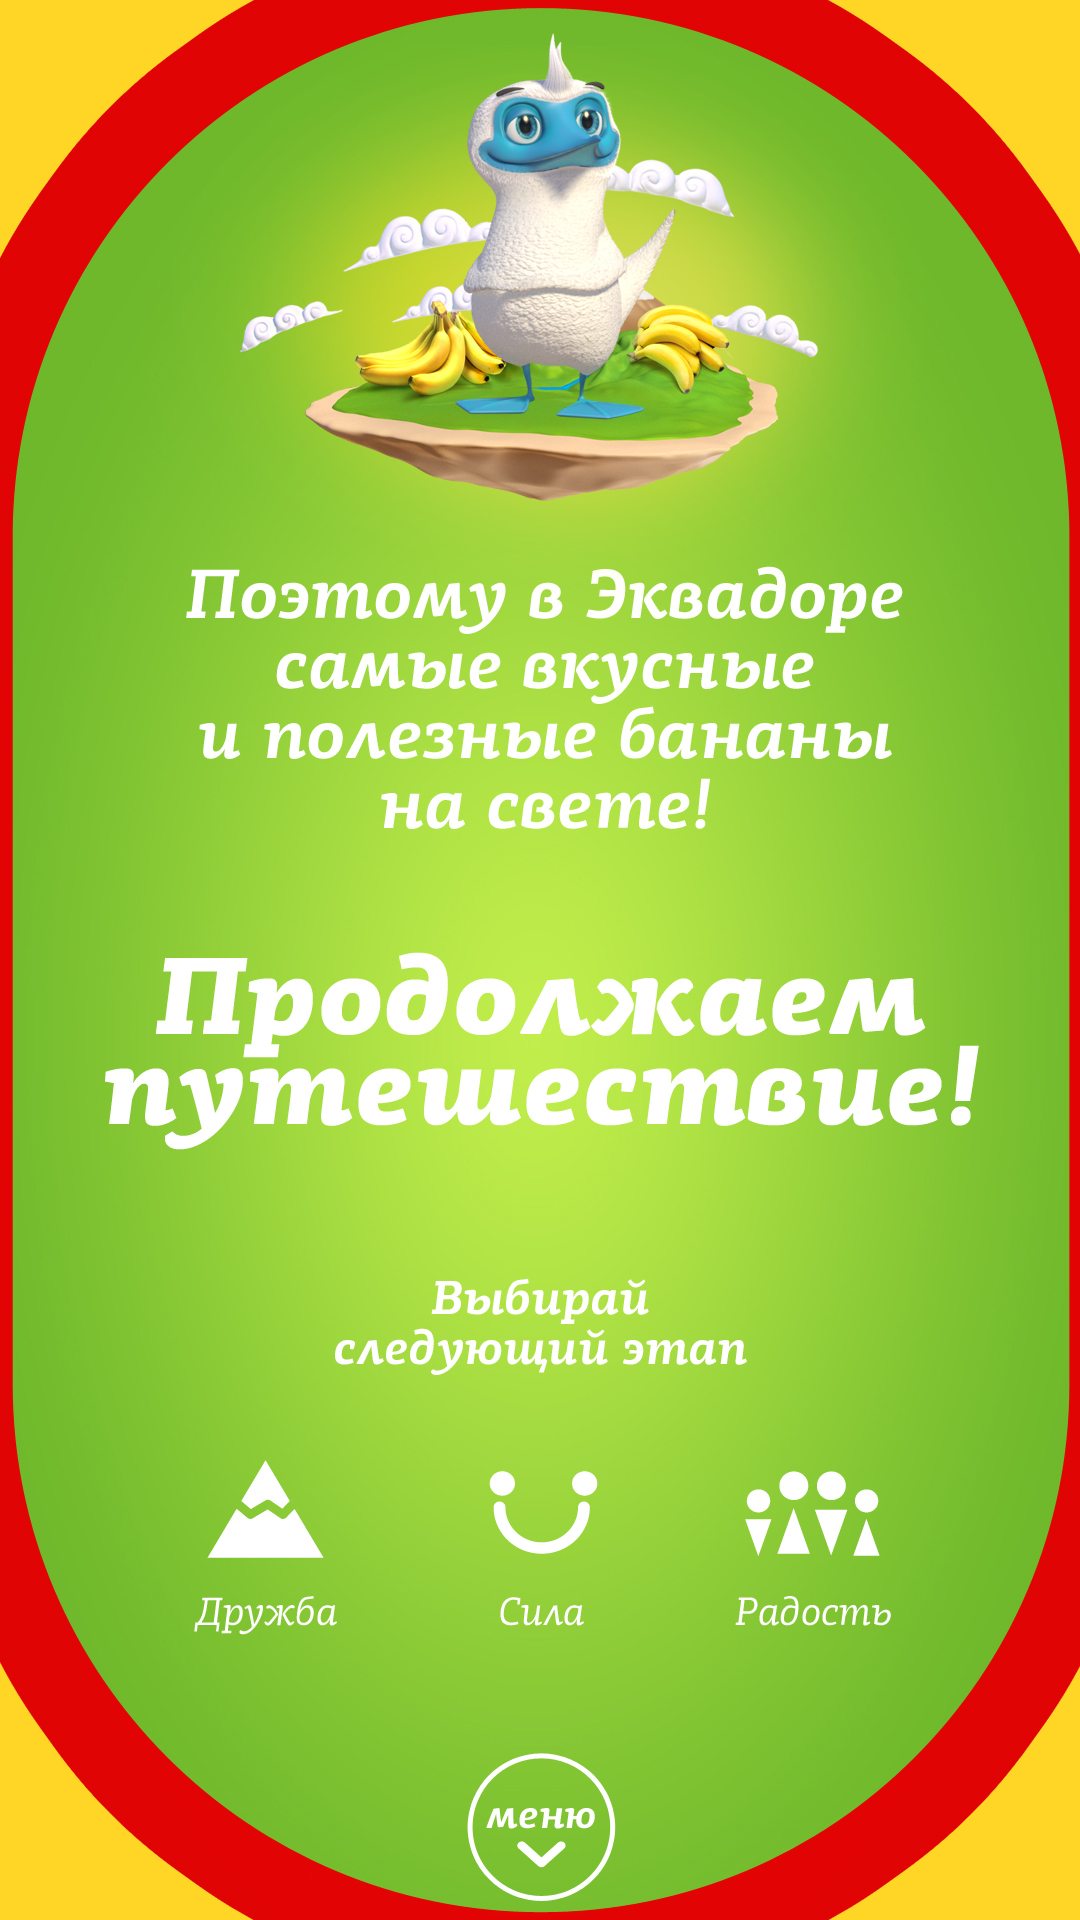 Поэтому в Эквадоре
самые вкусные
и полезные бананы
на свете!
Продолжаем
путешествие!
Выбирай
следующий этап
Дружба
Сила
Радость
меню